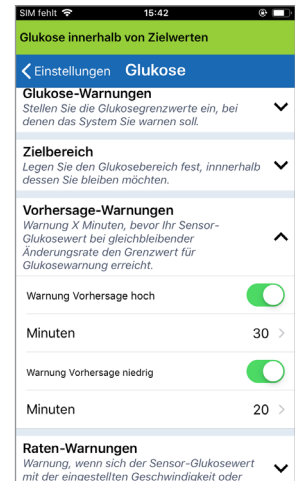 SIM fehlt 15:42
Glukose innerhalb von Zielwerten
Einstellungen Glukose
Glukose-Warnungen
Stellen Sie die Glukosegrenzwerte ein, bei
denen das System Sie warnen soll.
Zielbereich
Legen Sie den Glukosebereich fest, innnerhalb
dessen Sie bleiben möchten.
Vorhersage-Warnungen
Warnung X Minuten, bevor Ihr Sensor-
Glukosewert bei gleichbleibender
Änderungsrate den Grenzwert für
Glukosewarnung erreicht.
Warnung Vorhersage hoch
Minuten 30
Warnung Vorhersage niedrig
Minuten 20
Raten-Warnungen
Warnung, wenn sich der Sensor-Glukosewert
mit der eingestellten Geschwindigkeit oder